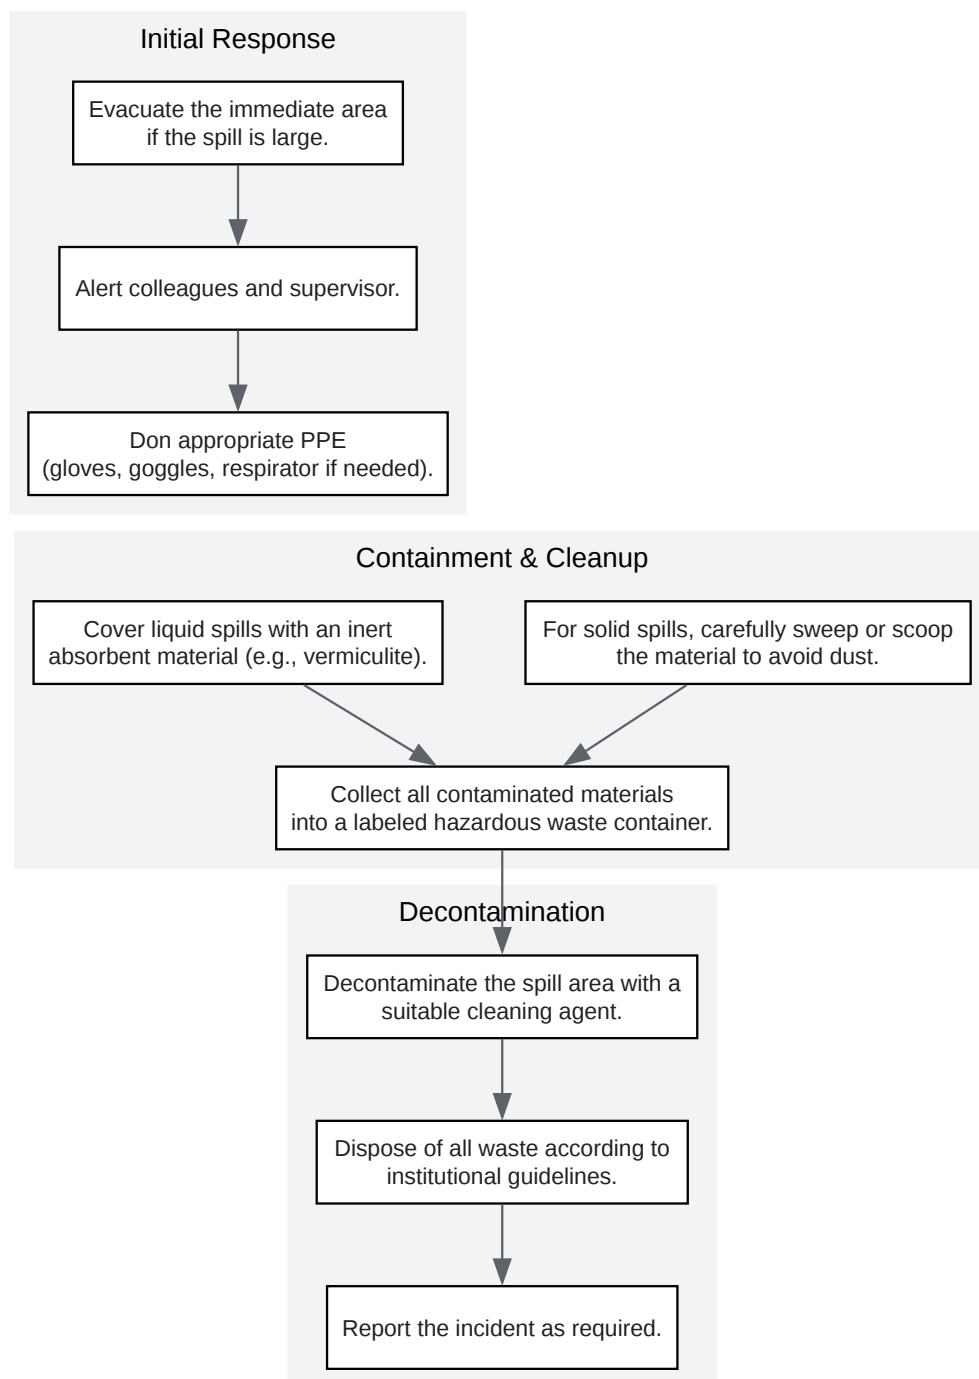 Initial Response
Evacuate the immediate area
if the spill is large.
Alert colleagues and supervisor.
Don appropriate PPE
(gloves, goggles, respirator if needed).
Containment & Cleanup
Cover liquid spills with an inert
absorbent material (e.g., vermiculite).
For solid spills, carefully sweep or scoop
the material to avoid dust.
Collect all contaminated materials
into a labeled hazardous waste container.
Decontamination
Decontaminate the spill area with a
suitable cleaning agent.
Dispose of all waste according to
institutional guidelines.
Report the incident as required.